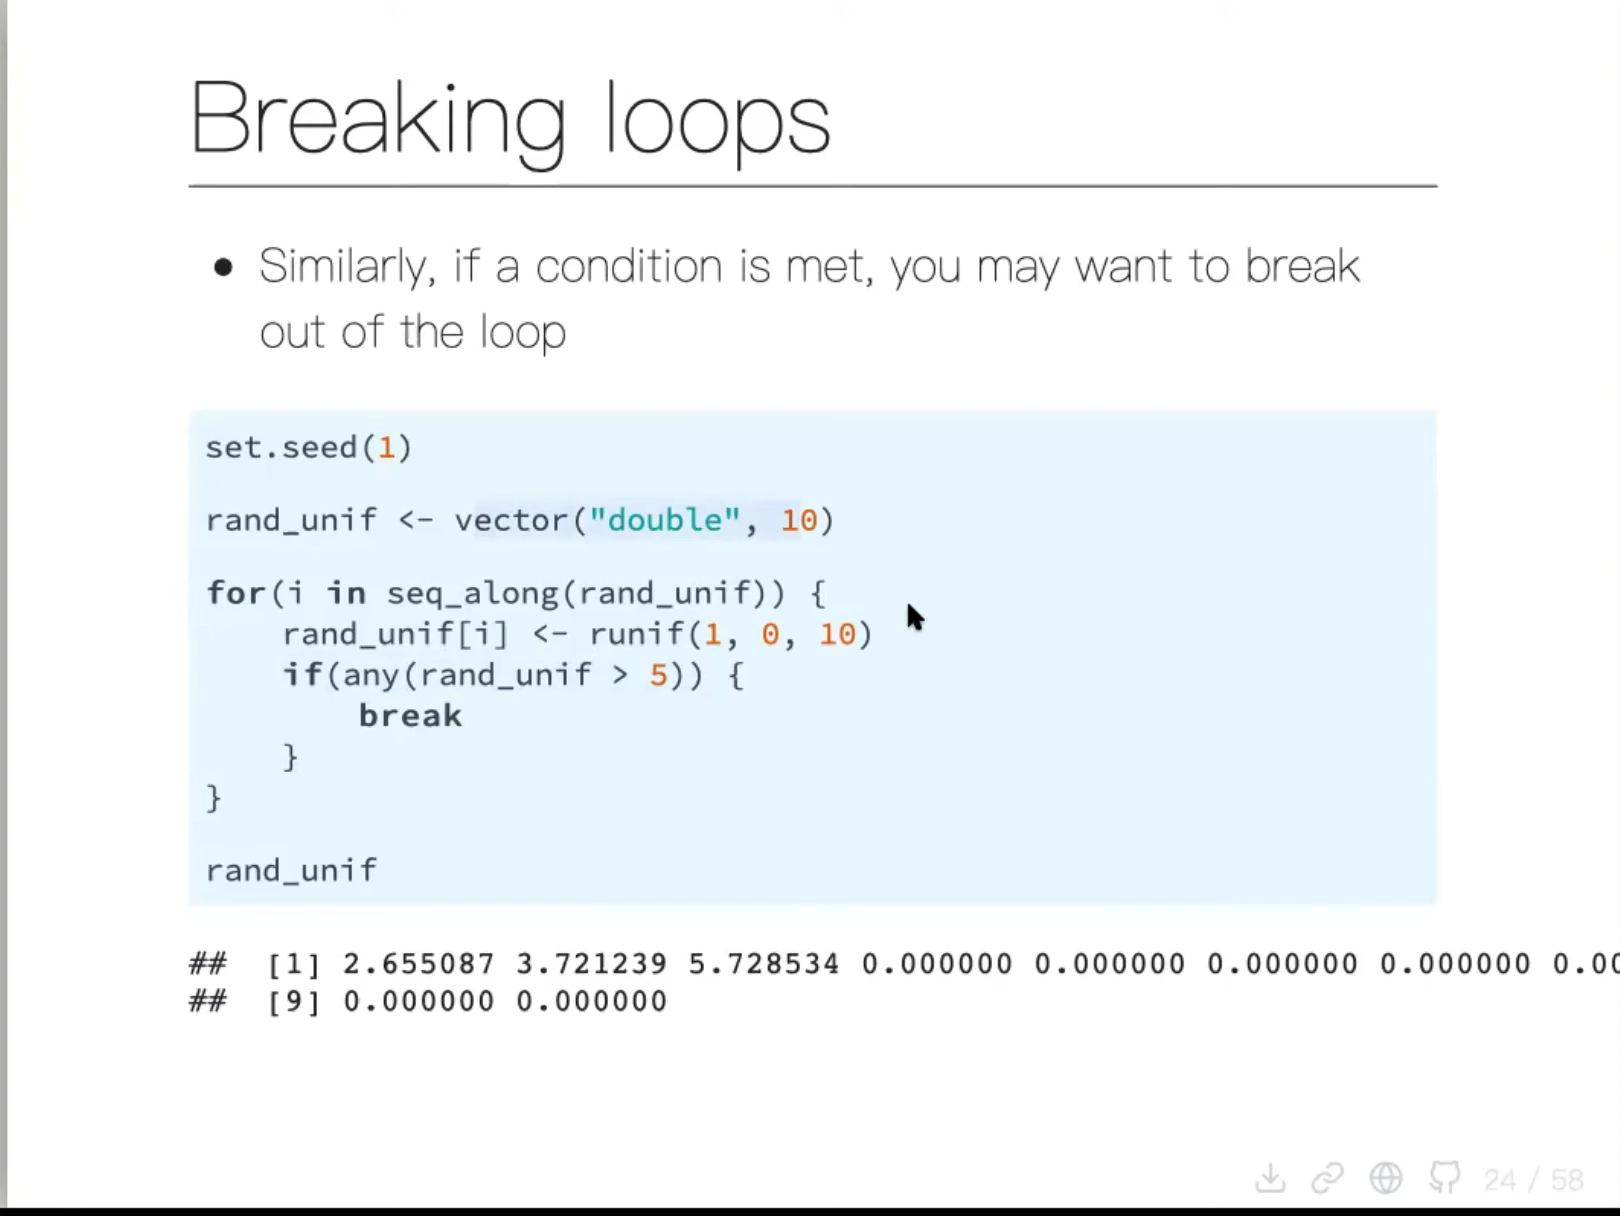 Breaking loops
• Similarly, if a condition is met, you may want to break
out of the loop
set.seed(1)
rand_unif <- vector("double", 10)
for(i in seq_along(rand_unif)) {
    rand_unif[i] <- runif(1, 0, 10)
    if(any(rand_unif > 5)) {
        break
    }
}
rand_unif
##  [1] 2.655087 3.721239 5.728534 0.000000 0.000000 0.000000 0.000000 0.00
##  [9] 0.000000 0.000000
24 / 58